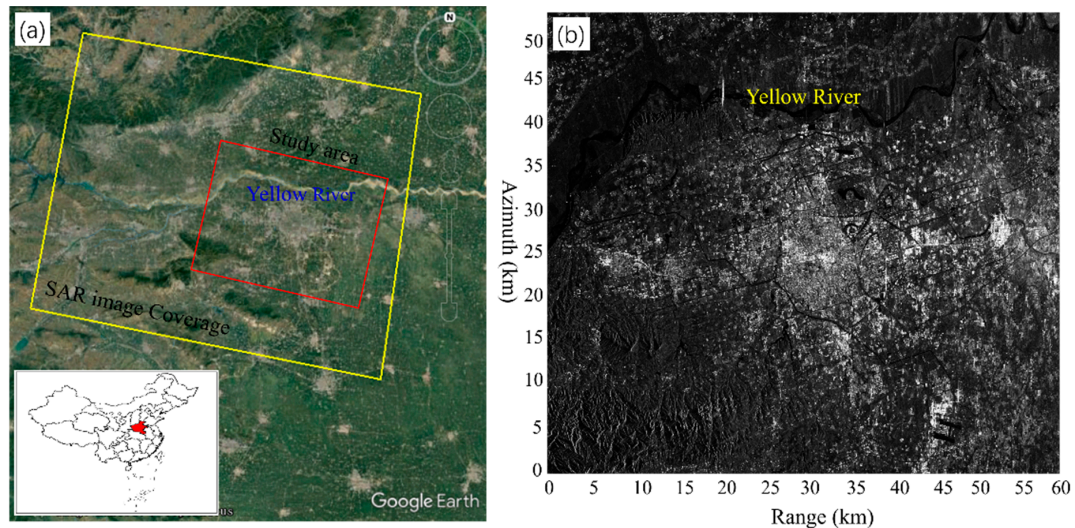 (a)
N
Study area
Yellow River
SAR image Coverage
Google Earth
us
(b)
Yellow River
Azimuth (km)
50
45
40
35
30
25
20
15
10
5
0
0 5 10 15 20 25 30 35 40 45 50 55 60
Range (km)